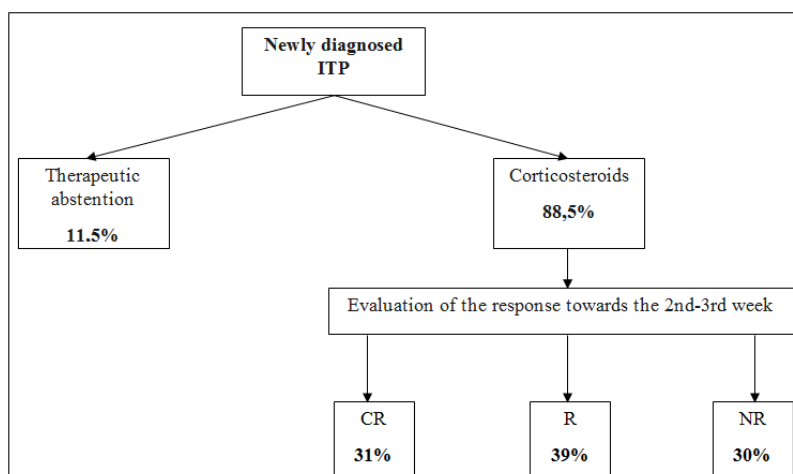 Newly diagnosed
ITP
Therapeutic
abstention
11.5%
Corticosteroids
88,5%
Evaluation of the response towards the 2nd-3rd week
CR
31%
R
39%
NR
30%